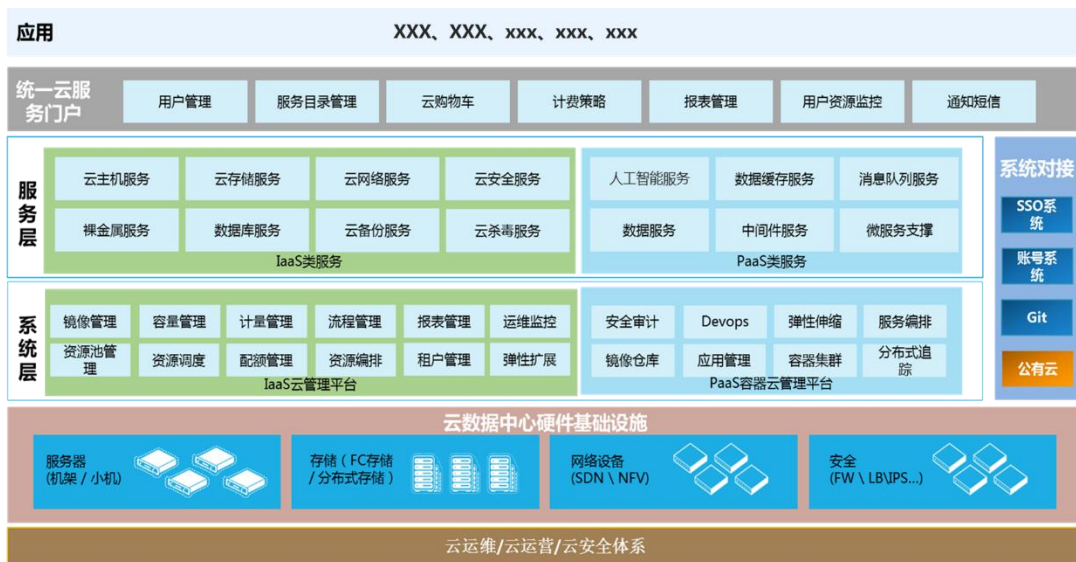 应用
XXX、XXX、xxx、xxx、xxx
统一云服
务门户
用户管理
服务目录管理
云购物车
计费策略
报表管理
用户资源监控
通知短信
服
务
层
云主机服务
云存储服务
云网络服务
云安全服务
裸金属服务
数据库服务
云备份服务
云杀毒服务
IaaS类服务
人工智能服务
数据缓存服务
消息队列服务
数据服务
中间件服务
微服务支撑
PaaS类服务
系
统
层
镜像管理
容量管理
计量管理
流程管理
报表管理
运维监控
资源池管
理
资源调度
配额管理
资源编排
租户管理
弹性扩展
IaaS云管理平台
安全审计
Devops
弹性伸缩
服务编排
镜像仓库
应用管理
容器集群
分布式追
踪
PaaS容器云管理平台
系统对接
SSO系
统
账号系
统
Git
公有云
云数据中心硬件基础设施
服务器
(机架 / 小机)
存储（FC存储
/ 分布式存储）
网络设备
(SDN \ NFV)
安全
(FW \ LB\IPS...)
云运维/云运营/云安全体系